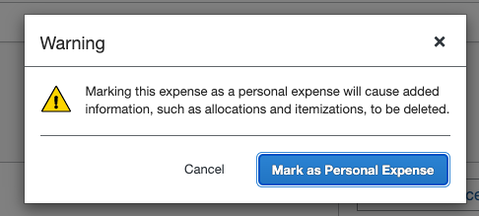 Warning
Marking this expense as a personal expense will cause added
information, such as allocations and itemizations, to be deleted.
Cancel
Mark as Personal Expense